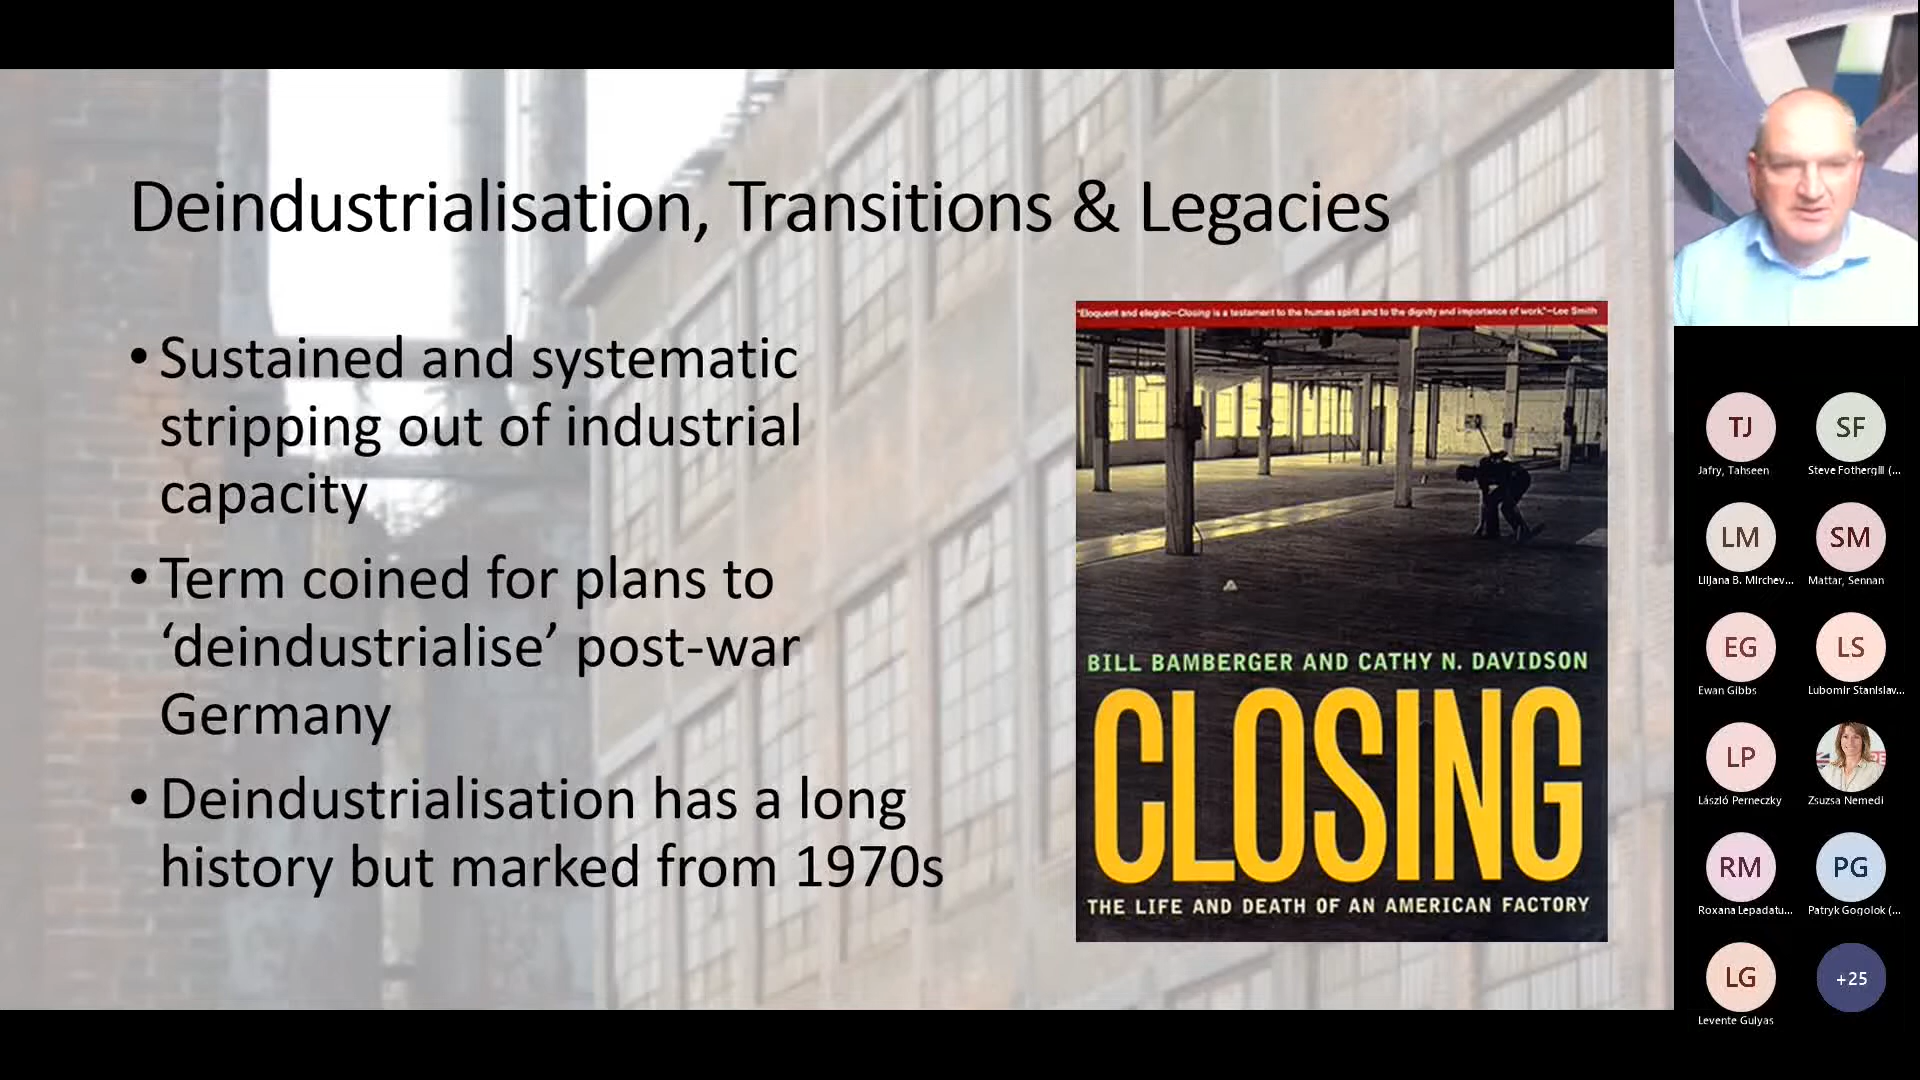 Deindustrialisation, Transitions & Legacies
• Sustained and systematic
stripping out of industrial
capacity
• Term coined for plans to
‘deindustrialise’ post-war
Germany
• Deindustrialisation has a long
history but marked from 1970s
"Eloquent and elegiac—Closing is a testament to the human spirit and to the dignity and importance of work."—Lee Smith
BILL BAMBERGER AND CATHY N. DAVIDSON
CLOSING
THE LIFE AND DEATH OF AN AMERICAN FACTORY
TJ
Jafry, Tahseen
SF
Steve Fothergill (...
LM
Liljana B. Mirchev...
SM
Mattar, Sennan
EG
Ewan Gibbs
LS
Lubomir Stanislav...
LP
László Perneczky
Zsuzsa Nemedi
RM
Roxana Lepadatu...
PG
Patryk Gogolok (...
LG
Levente Gulyas
+25